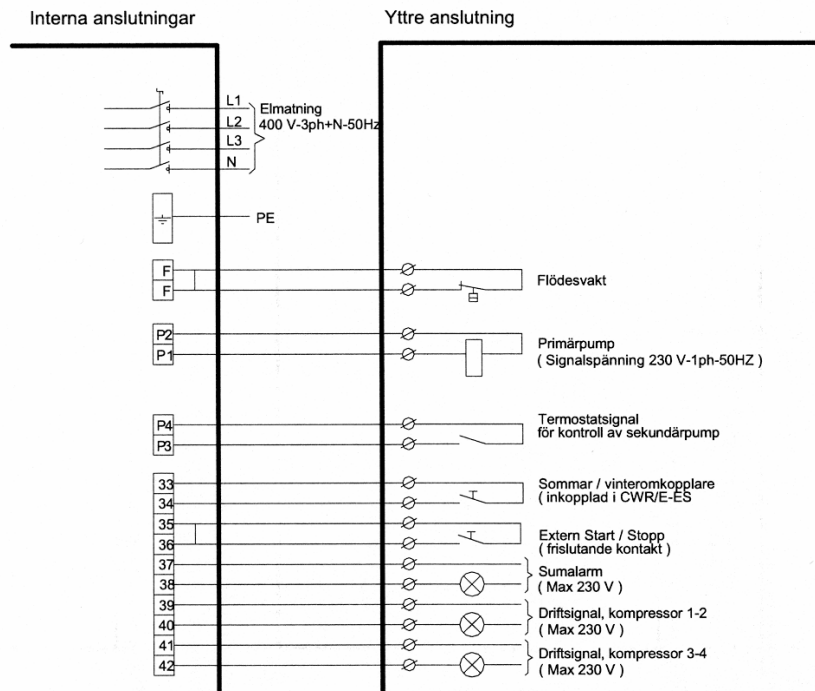 Interna anslutningar
Yttre anslutning
L1
L2
L3
N
Elmatning
400 V-3ph+N-50Hz
PE
F
F
Flödesvakt
P2
P1
Primärpump
( Signalspänning 230 V-1ph-50HZ )
P4
P3
Termostatsignal
för kontroll av sekundärpump
33
34
Sommar / vinteromkopplare
( inkopplad i CWR/E-ES
35
36
Extern Start / Stopp
( frislutande kontakt )
37
38
Sumalarm
( Max 230 V )
39
40
Driftsignal, kompressor 1-2
( Max 230 V )
41
42
Driftsignal, kompressor 3-4
( Max 230 V )